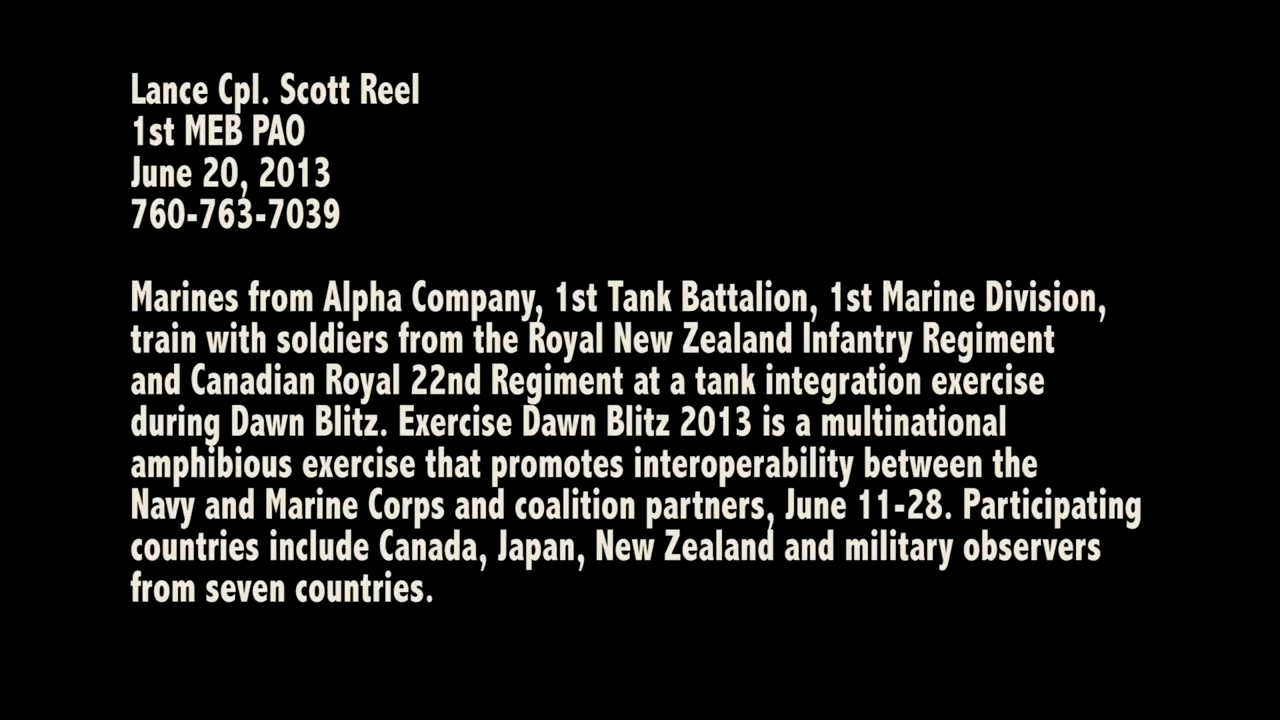 Lance Cpl. Scott Reel
1st MEB PAO
June 20, 2013
760-763-7039
Marines from Alpha Company, 1st Tank Battalion, 1st Marine Division,
train with soldiers from the Royal New Zealand Infantry Regiment
and Canadian Royal 22nd Regiment at a tank integration exercise
during Dawn Blitz. Exercise Dawn Blitz 2013 is a multinational
amphibious exercise that promotes interoperability between the
Navy and Marine Corps and coalition partners, June 11-28. Participating
countries include Canada, Japan, New Zealand and military observers
from seven countries.